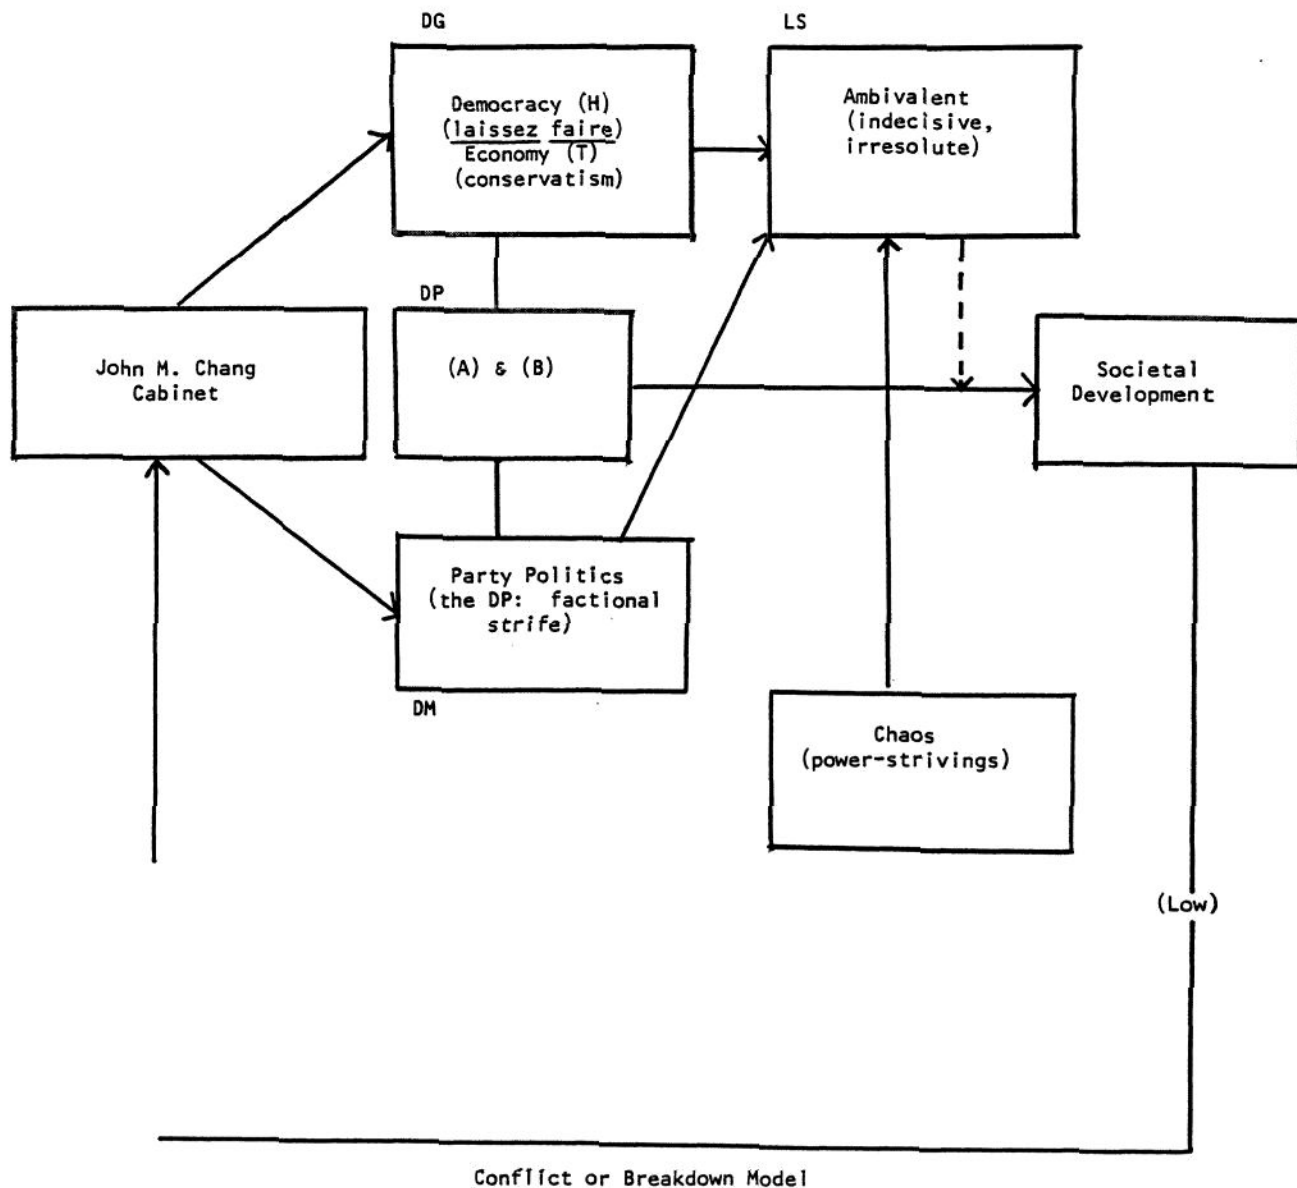 DG
LS
Democracy (H)
(laissez faire)
Economy (T)
(conservatism)
Ambivalent
(indecisive,
irresolute)
DP
John M. Chang
Cabinet
(A) & (B)
Societal
Development
Party Politics
(the DP: factional
strife)
DM
Chaos
(power-strivings)
(Low)
Conflict or Breakdown Model